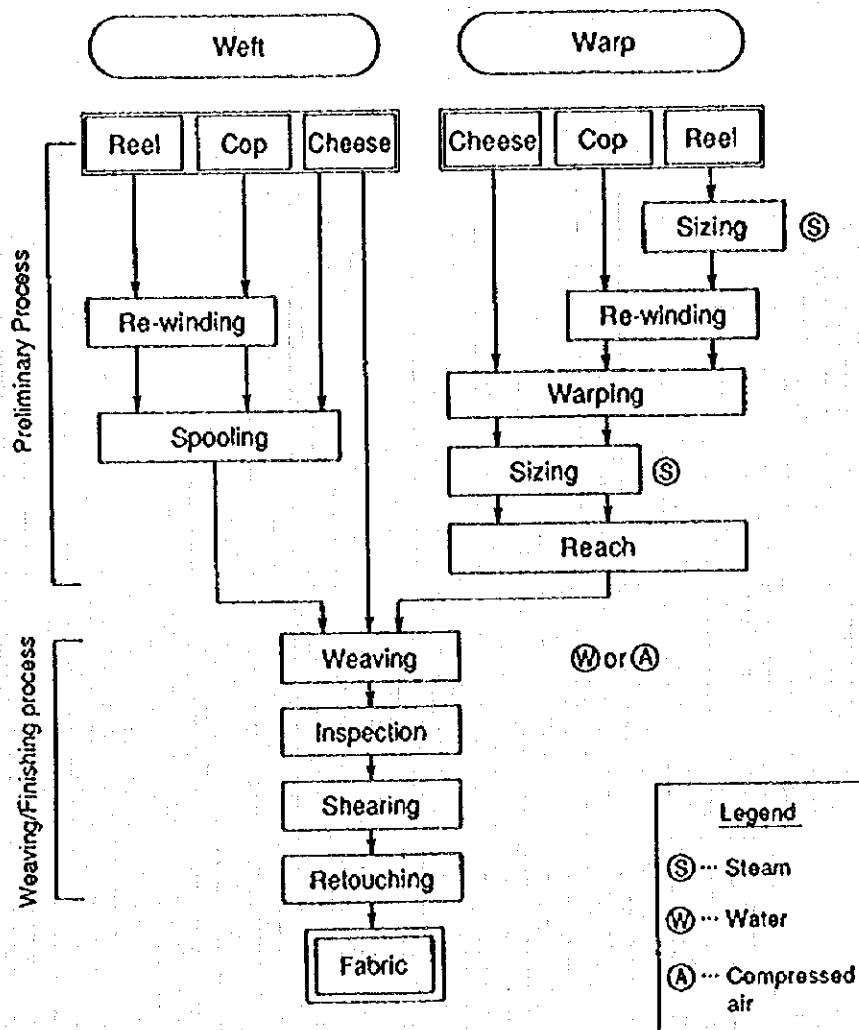 Weft
Warp
Reel
Cop
Cheese
Cheese
Cop
Reel
Sizing
Ⓢ
Re-winding
Re-winding
Warping
Spooling
Sizing
Ⓢ
Reach
Preliminary Process
Weaving
Ⓦ or Ⓐ
Inspection
Shearing
Retouching
Fabric
Weaving/Finishing process
Legend
Ⓢ ··· Steam
Ⓦ ··· Water
Ⓐ ··· Compressed
air